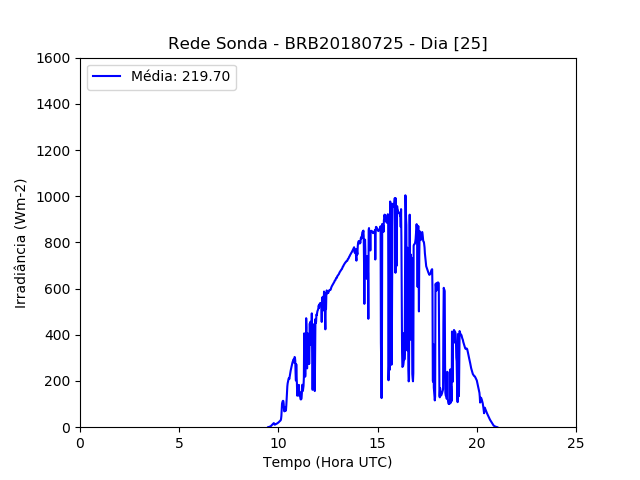 Rede Sonda - BRB20180725 - Dia [25]
Média: 219.70
Irradiância (Wm-2)
1600
1400
1200
1000
800
600
400
200
0
0 5 10 15 20 25
Tempo (Hora UTC)